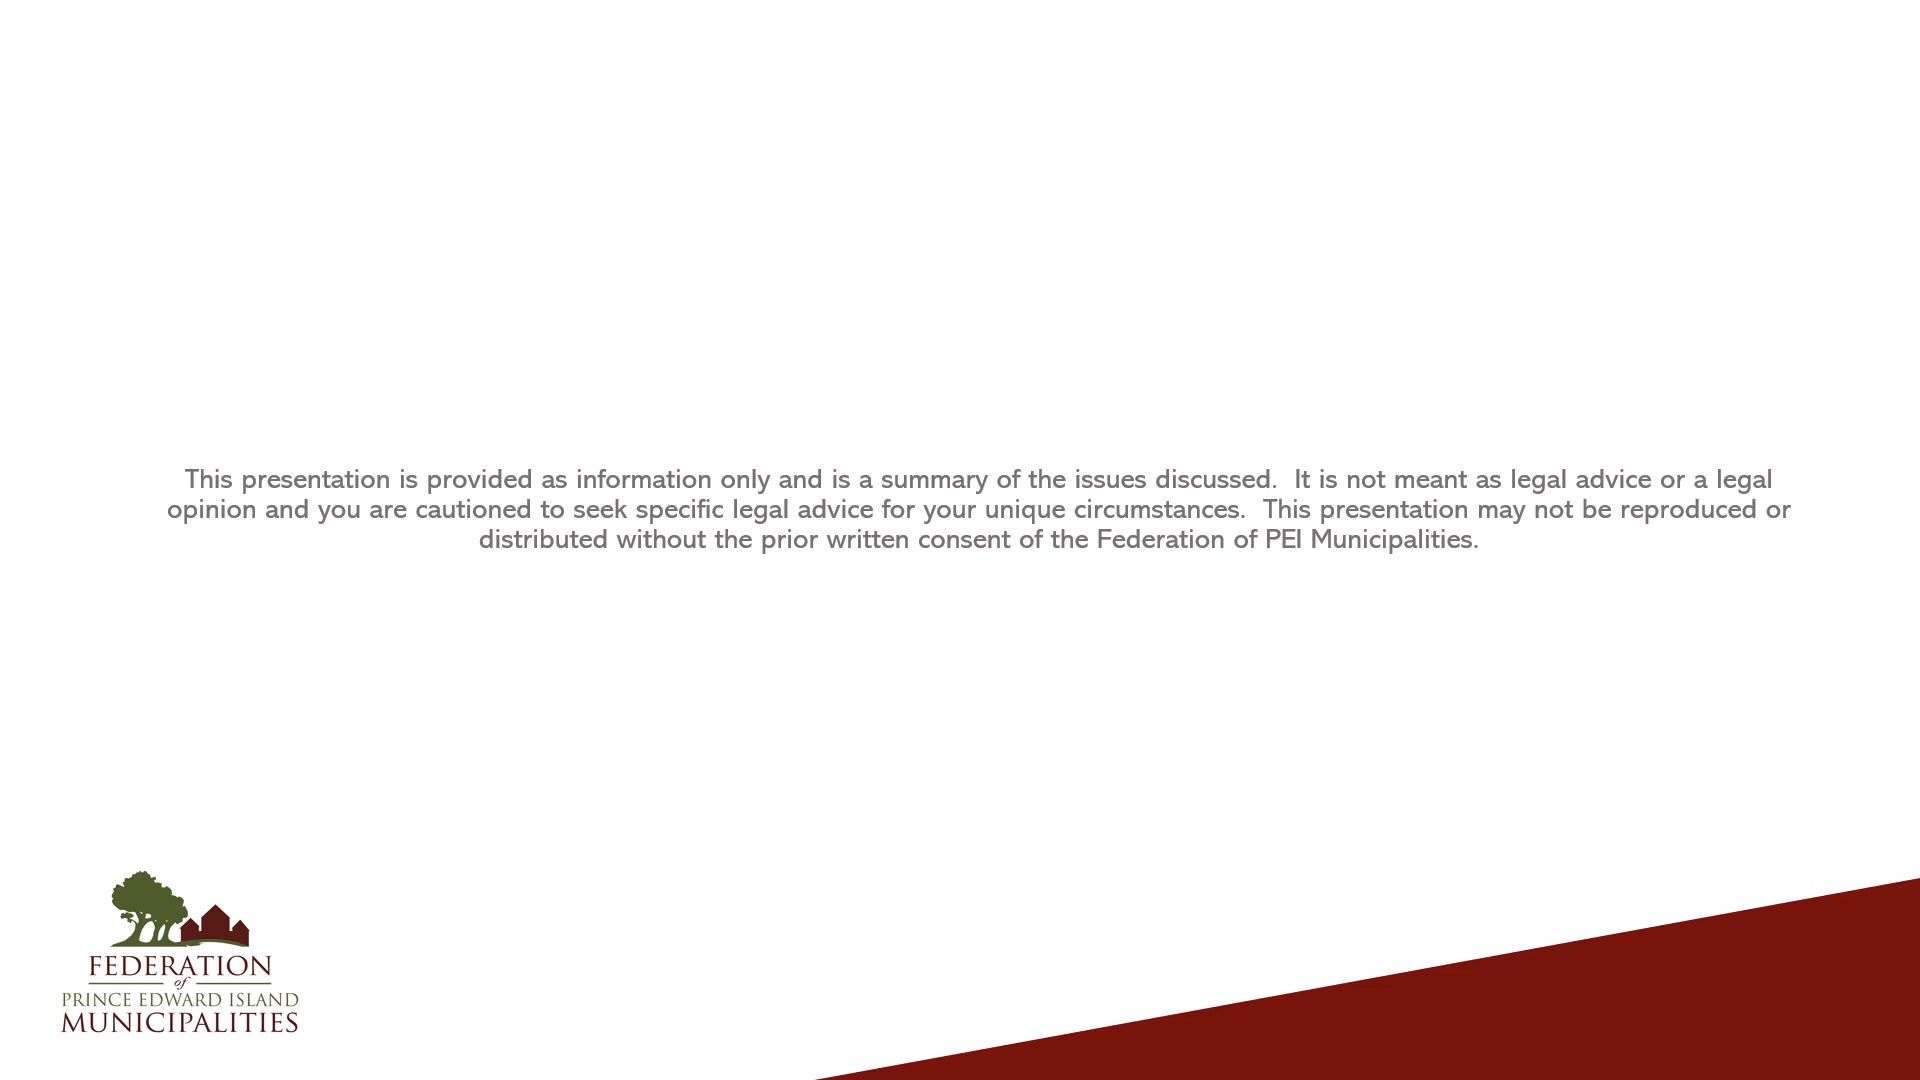 This presentation is provided as information only and is a summary of the issues discussed.  It is not meant as legal advice or a legal
opinion and you are cautioned to seek specific legal advice for your unique circumstances.  This presentation may not be reproduced or
distributed without the prior written consent of the Federation of PEI Municipalities.
FEDERATION
of
PRINCE EDWARD ISLAND
MUNICIPALITIES